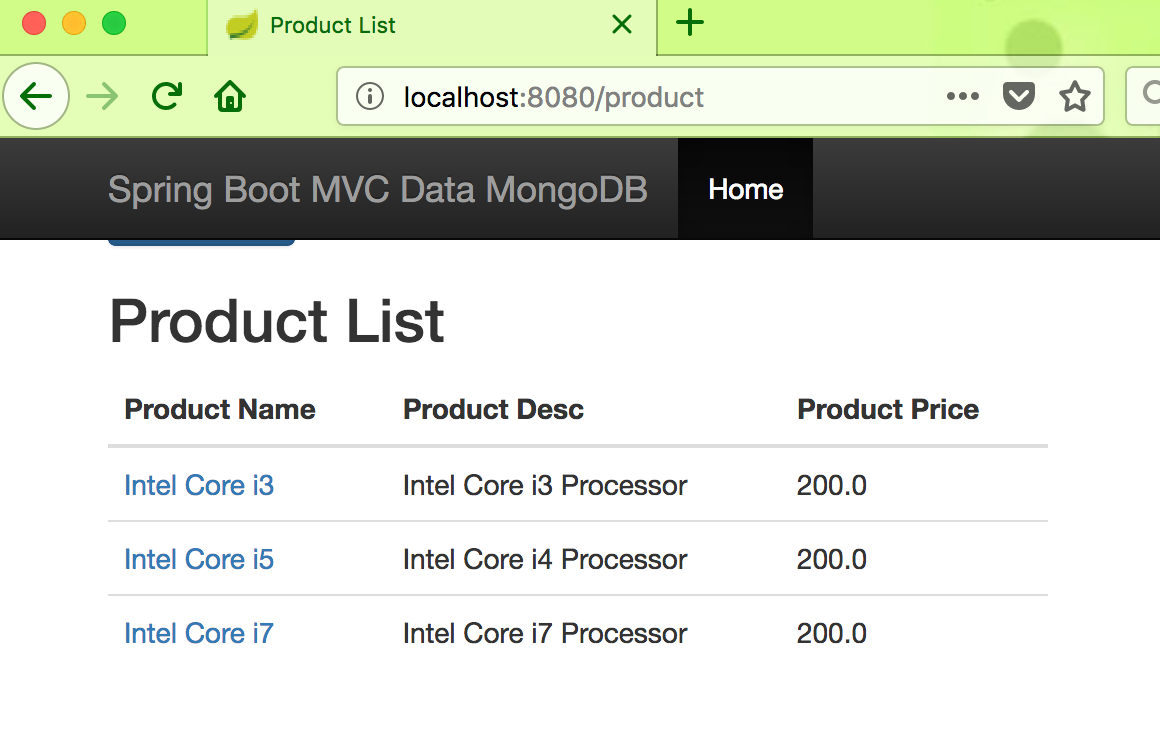 Product List
localhost:8080/product
Spring Boot MVC Data MongoDB Home
Product List
Product Name Product Desc Product Price
Intel Core i3 Intel Core i3 Processor 200.0
Intel Core i5 Intel Core i4 Processor 200.0
Intel Core i7 Intel Core i7 Processor 200.0